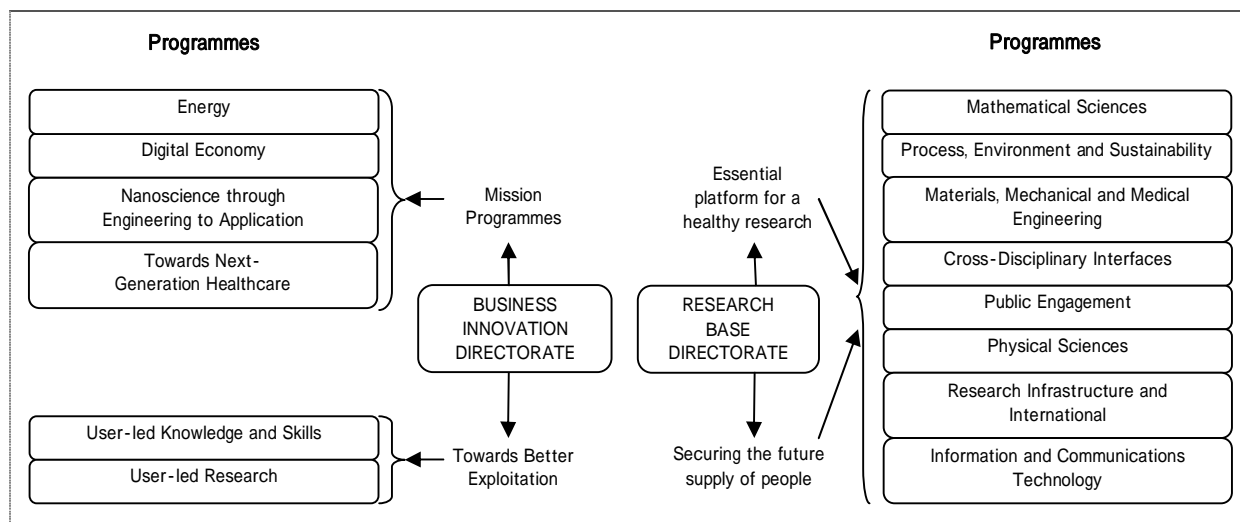 Programmes
Energy
Digital Economy
Nanoscience through
Engineering to Application
Towards Next-
Generation Healthcare
User-led Knowledge and Skills
User-led Research
Mission
Programmes
BUSINESS
INNOVATION
DIRECTORATE
Towards Better
Exploitation
Essential
platform for a
healthy research
RESEARCH
BASE
DIRECTORATE
Securing the future
supply of people
Programmes
Mathematical Sciences
Process, Environment and Sustainability
Materials, Mechanical and Medical
Engineering
Cross-Disciplinary Interfaces
Public Engagement
Physical Sciences
Research Infrastructure and
International
Information and Communications
Technology